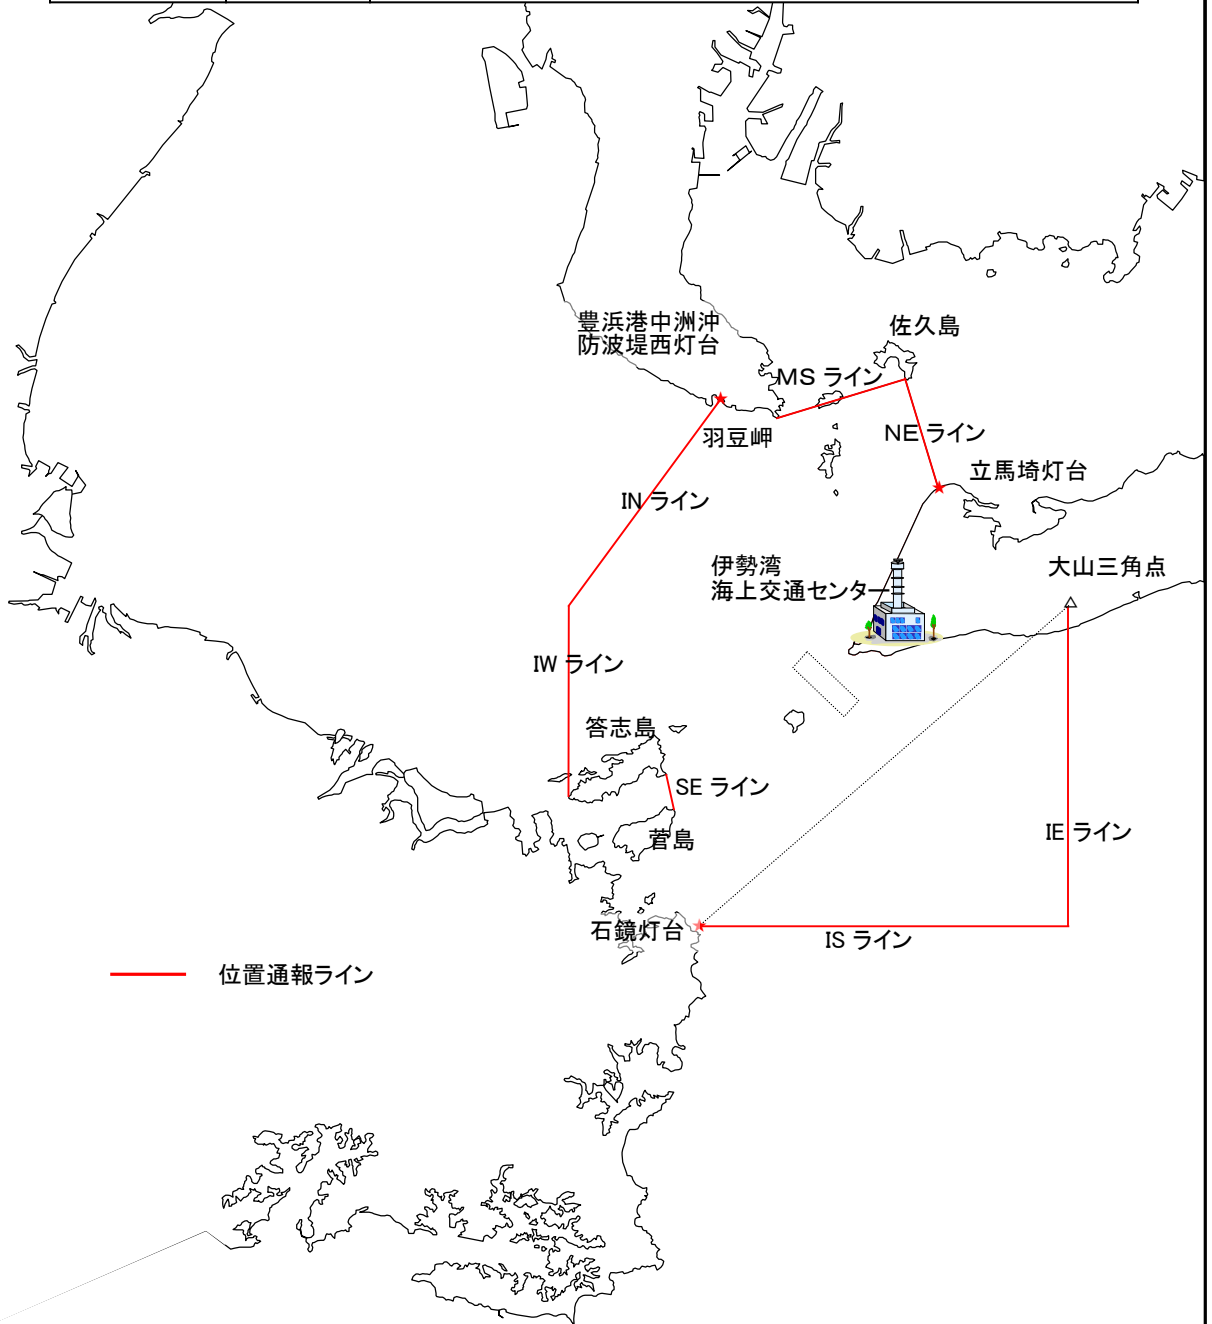 豊浜港中洲沖
防波堤西灯台
佐久島
MS ライン
羽豆岬
NE ライン
立馬埼灯台
IN ライン
伊勢湾
海上交通センター
大山三角点
IW ライン
答志島
SE ライン
菅島
IE ライン
石鏡灯台
IS ライン
位置通報ライン